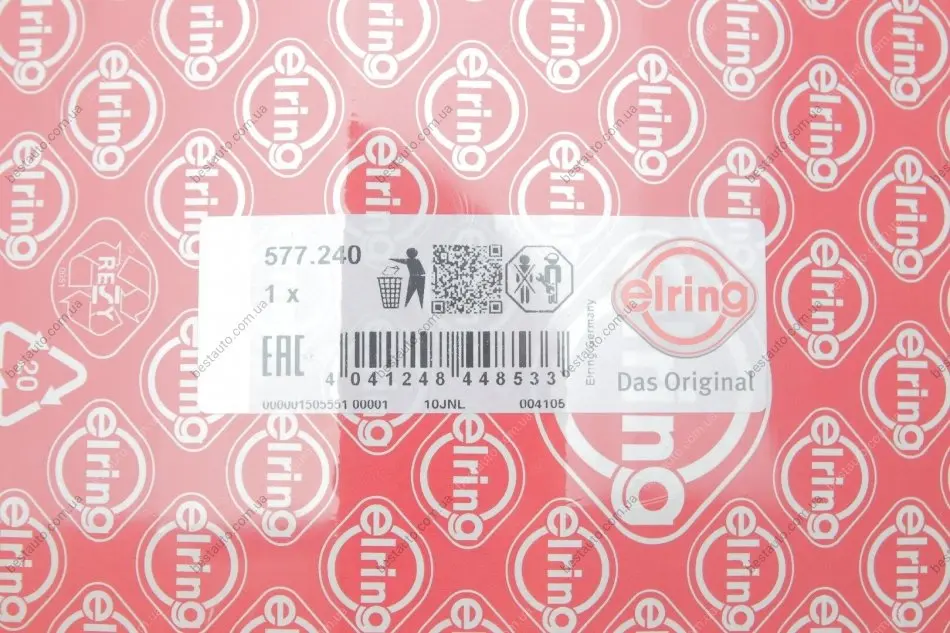 577.240
1 x
EAC
4 041248 448533
000001505551 00001 10JNL 004105
Elring Germany
elring
Das Original
RESY
20
elring
bestauto.com.ua